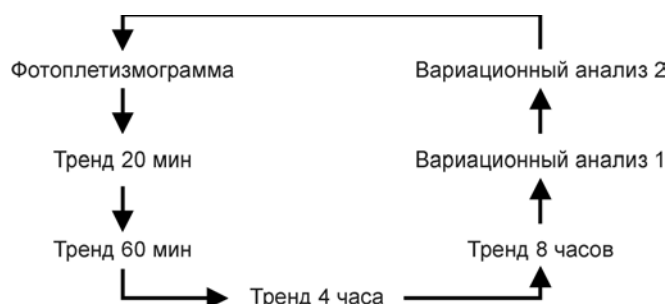 Фотоплетизмограмма
Вариационный анализ 2
Тренд 20 мин
Вариационный анализ 1
Тренд 60 мин
Тренд 8 часов
Тренд 4 часа